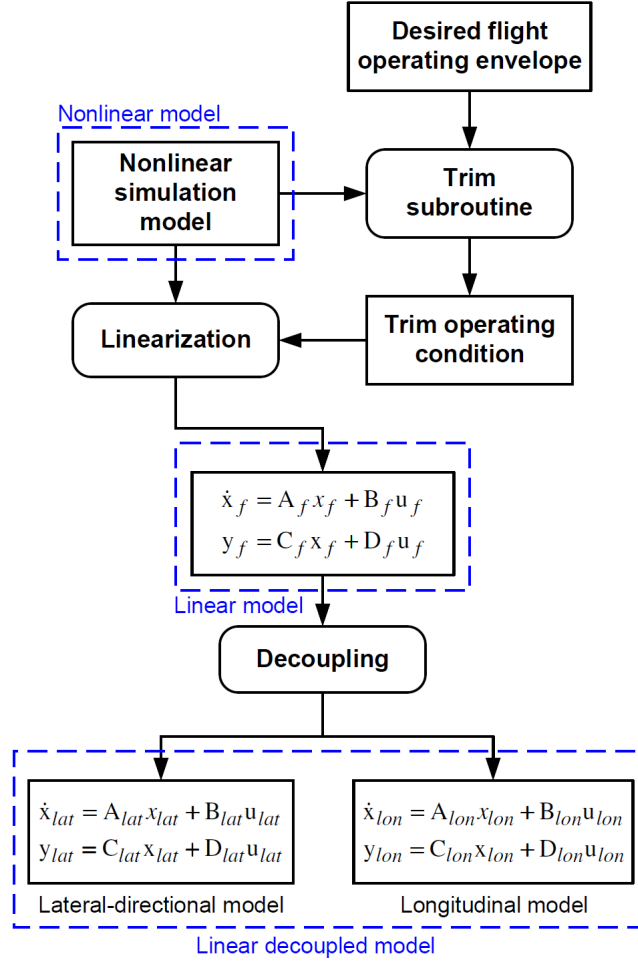 Desired flight
operating envelope
Nonlinear model
Nonlinear
simulation
model
Trim
subroutine
Linearization
Trim operating
condition
ẋ_f = A_f x_f + B_f u_f
y_f = C_f x_f + D_f u_f
Linear model
Decoupling
ẋ_lat = A_lat x_lat + B_lat u_lat
y_lat = C_lat x_lat + D_lat u_lat
Lateral-directional model
ẋ_lon = A_lon x_lon + B_lon u_lon
y_lon = C_lon x_lon + D_lon u_lon
Longitudinal model
Linear decoupled model